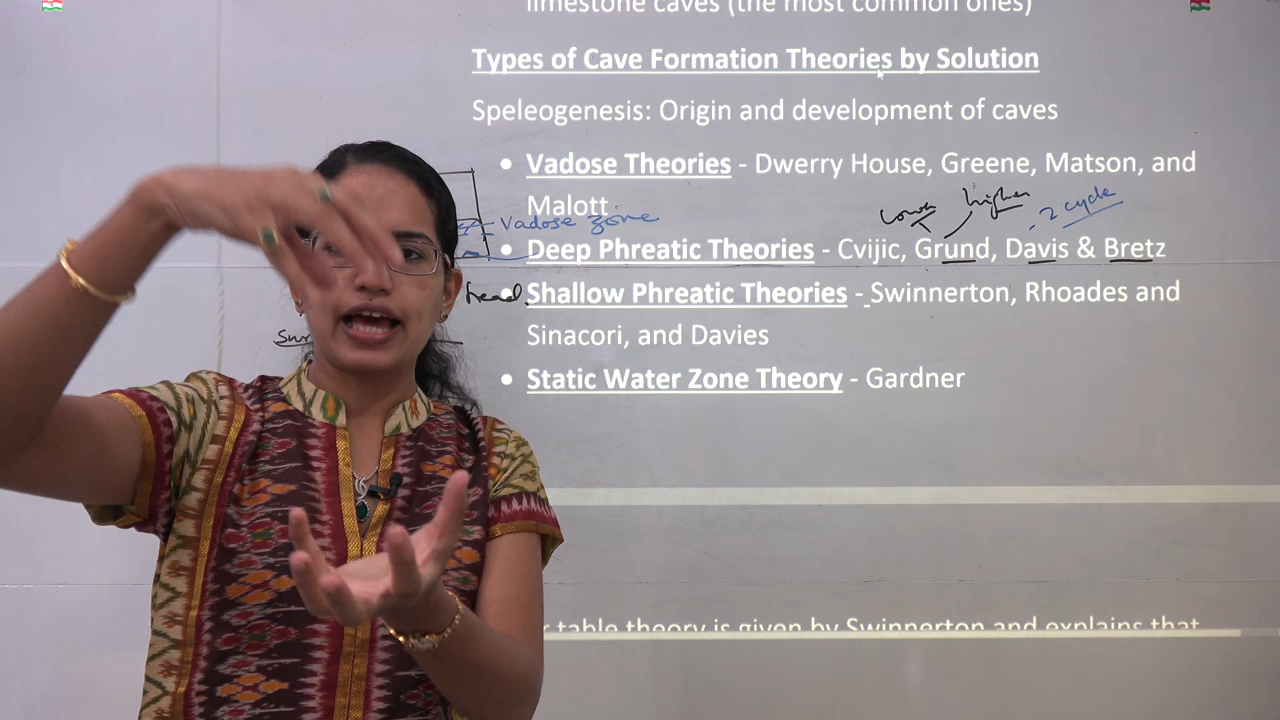 limestone caves (the most common ones)
Types of Cave Formation Theories by Solution
Speleogenesis: Origin and development of caves
• Vadose Theories - Dwerry House, Greene, Matson, and
Malott
Vadose zone
higher
2 cycle
• Deep Phreatic Theories - Cvijic, Grund, Davis & Bretz
• Shallow Phreatic Theories - Swinnerton, Rhoades and
Sinacori, and Davies
• Static Water Zone Theory - Gardner
table theory is given by Swinnerton and explains that